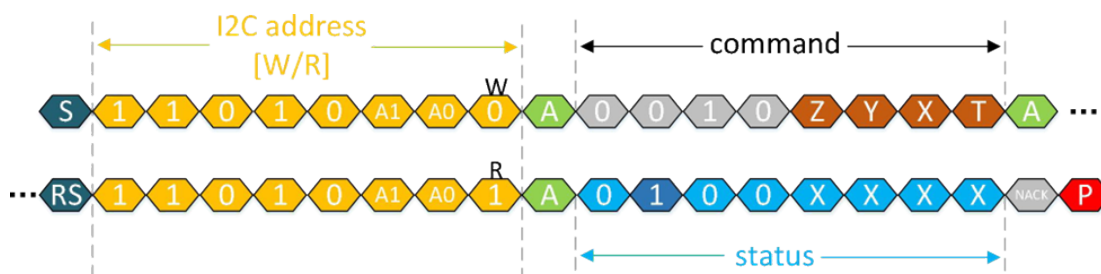 I2C address
[W/R]
command
W
S 1 1 0 1 0 A1 A0 0 A 0 0 1 0 Z Y X T A ...
R
... RS 1 1 0 1 0 A1 A0 1 A 0 1 0 0 X X X X NACK P
status